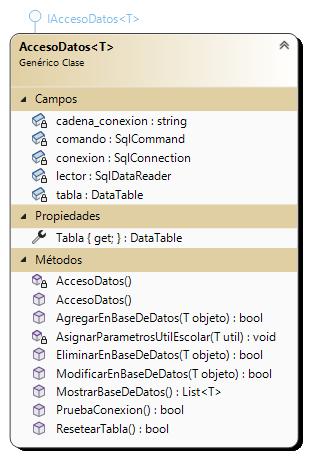 IAccesoDatos<T>
AccesoDatos<T>
Genérico Clase
Campos
cadena_conexion : string
comando : SqlCommand
conexion : SqlConnection
lector : SqlDataReader
tabla : DataTable
Propiedades
Tabla { get; } : DataTable
Métodos
AccesoDatos()
AccesoDatos()
AgregarEnBaseDeDatos(T objeto) : bool
AsignarParametrosUtilEscolar(T util) : void
EliminarEnBaseDeDatos(T objeto) : bool
ModificarEnBaseDeDatos(T objeto) : bool
MostrarBaseDeDatos() : List<T>
PruebaConexion() : bool
ResetearTabla() : bool